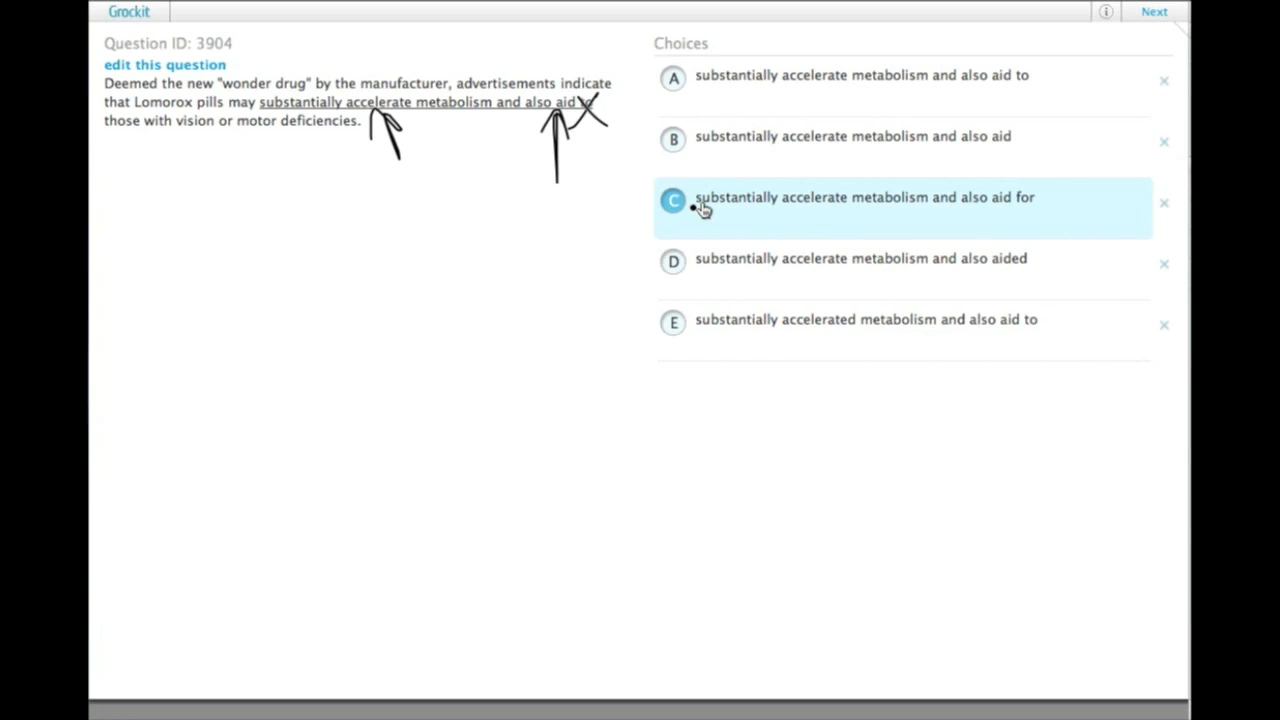 Grockit
Next
Question ID: 3904
edit this question
Deemed the new "wonder drug" by the manufacturer, advertisements indicate
that Lomorox pills may substantially accelerate metabolism and also aid to
those with vision or motor deficiencies.
Choices
A substantially accelerate metabolism and also aid to
B substantially accelerate metabolism and also aid
C substantially accelerate metabolism and also aid for
D substantially accelerate metabolism and also aided
E substantially accelerated metabolism and also aid to